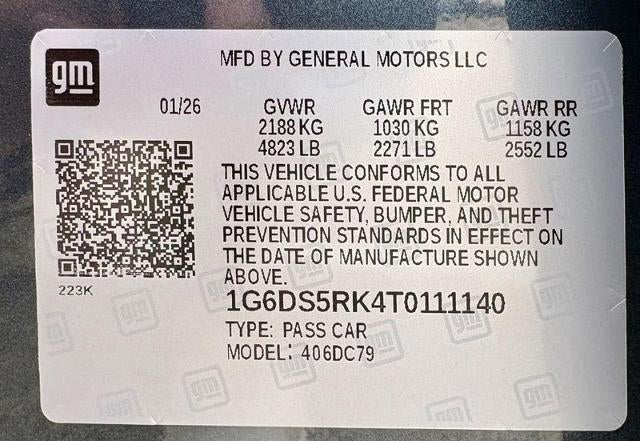 gm
MFD BY GENERAL MOTORS LLC
01/26 GVWR GAWR FRT GAWR RR
2188 KG 1030 KG 1158 KG
4823 LB 2271 LB 2552 LB
THIS VEHICLE CONFORMS TO ALL
APPLICABLE U.S. FEDERAL MOTOR
VEHICLE SAFETY, BUMPER, AND THEFT
PREVENTION STANDARDS IN EFFECT ON
THE DATE OF MANUFACTURE SHOWN
ABOVE.
223K
1G6DS5RK4T0111140
TYPE: PASS CAR
MODEL: 406DC79